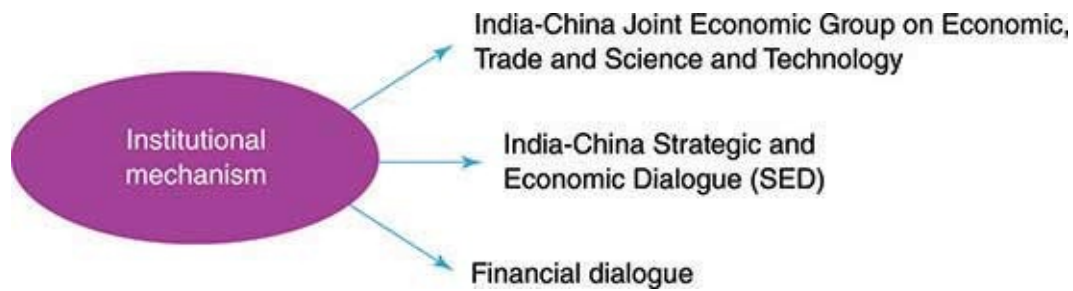 India-China Joint Economic Group on Economic,
Trade and Science and Technology
Institutional
mechanism
India-China Strategic and
Economic Dialogue (SED)
Financial dialogue